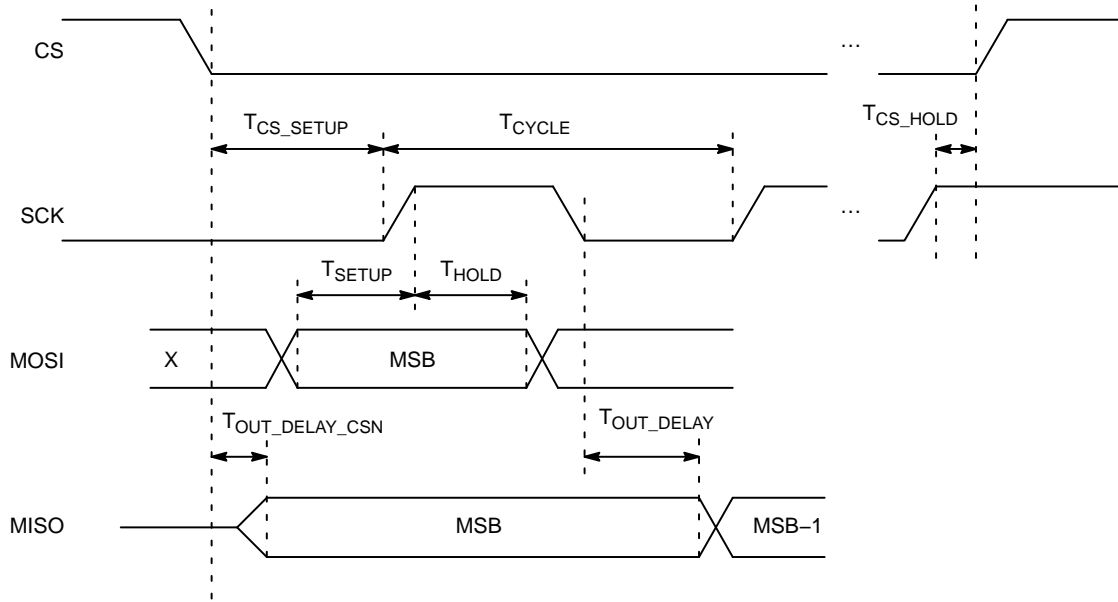 CS
...
T_CS_SETUP
T_CYCLE
T_CS_HOLD
SCK
...
T_SETUP
T_HOLD
MOSI
X
MSB
T_OUT_DELAY_CSN
T_OUT_DELAY
MISO
MSB
MSB−1